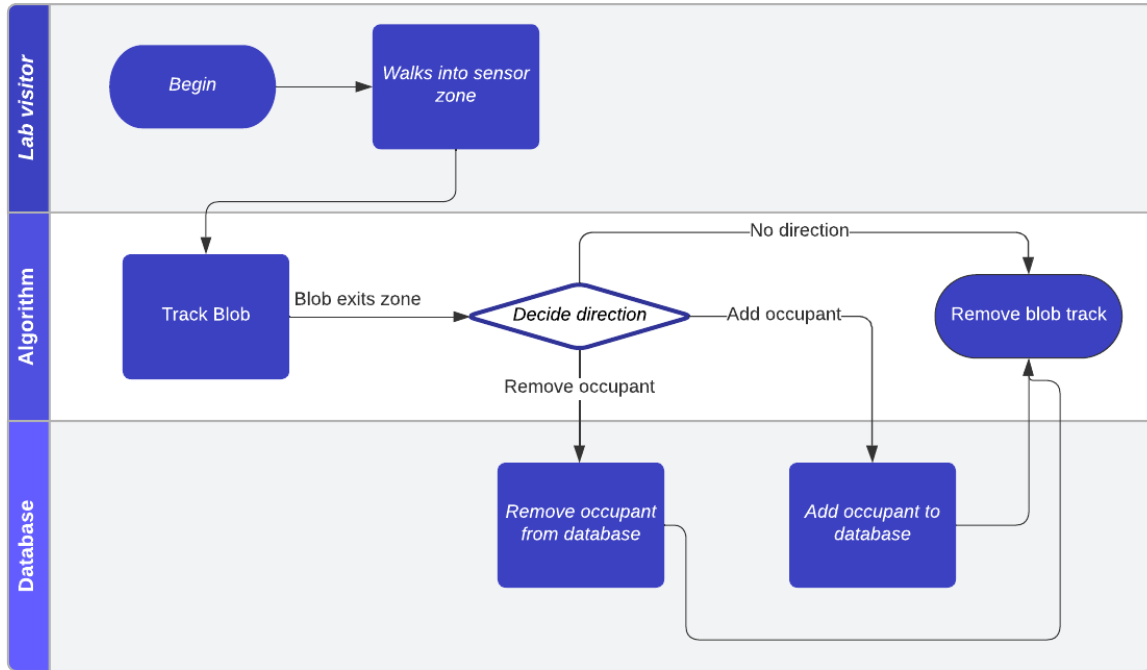 Lab visitor
Begin
Walks into sensor
zone
Algorithm
Track Blob
Blob exits zone
Decide direction
No direction
Add occupant
Remove occupant
Remove blob track
Database
Remove occupant
from database
Add occupant to
database